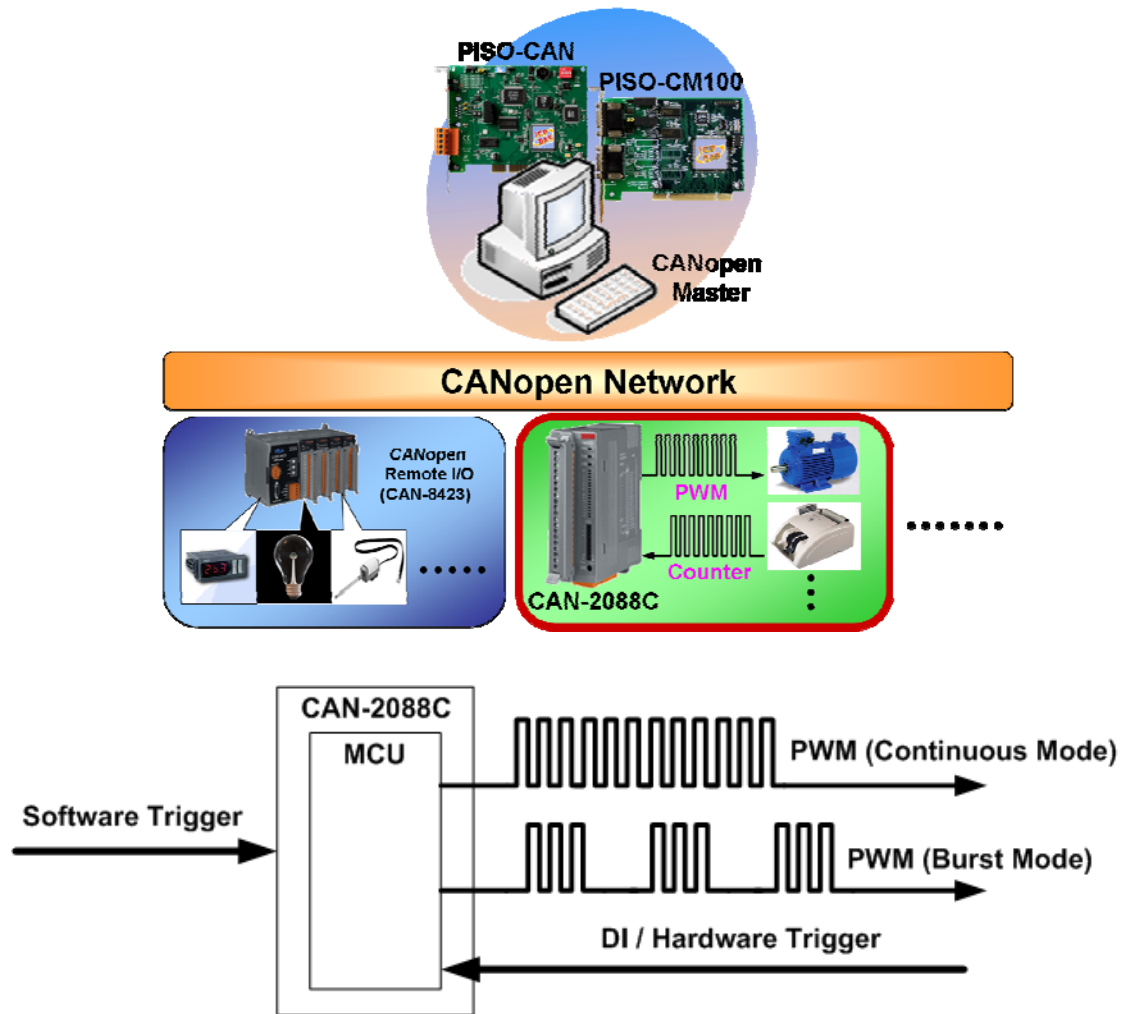 PISO-CAN
PISO-CM100
CANopen
Master
CANopen Network
CANopen
Remote I/O
(CAN-8423)
PWM
Counter
CAN-2088C
CAN-2088C
MCU
PWM (Continuous Mode)
Software Trigger
PWM (Burst Mode)
DI / Hardware Trigger